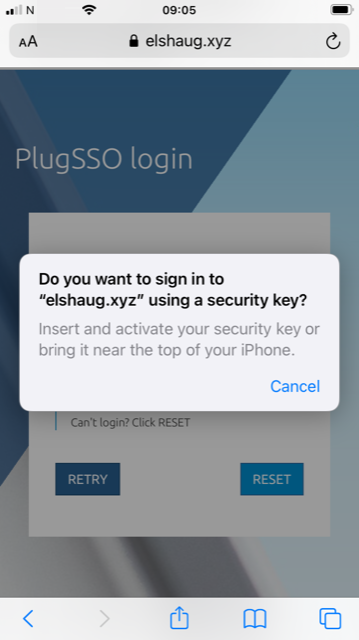 N 09:05
AA elshaug.xyz
PlugSSO login
Do you want to sign in to
“elshaug.xyz” using a security key?
Insert and activate your security key or
bring it near the top of your iPhone.
Cancel
Can't login? Click RESET
RETRY RESET